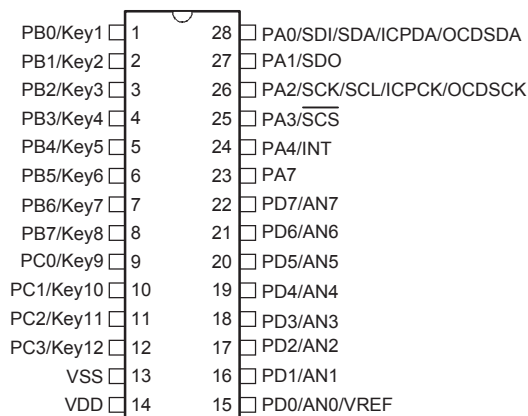 PB0/Key1 1 28 PA0/SDI/SDA/ICPDA/OCDSDA
PB1/Key2 2 27 PA1/SDO
PB2/Key3 3 26 PA2/SCK/SCL/ICPCK/OCDSCK
PB3/Key4 4 25 PA3/SCS
PB4/Key5 5 24 PA4/INT
PB5/Key6 6 23 PA7
PB6/Key7 7 22 PD7/AN7
PB7/Key8 8 21 PD6/AN6
PC0/Key9 9 20 PD5/AN5
PC1/Key10 10 19 PD4/AN4
PC2/Key11 11 18 PD3/AN3
PC3/Key12 12 17 PD2/AN2
VSS 13 16 PD1/AN1
VDD 14 15 PD0/AN0/VREF